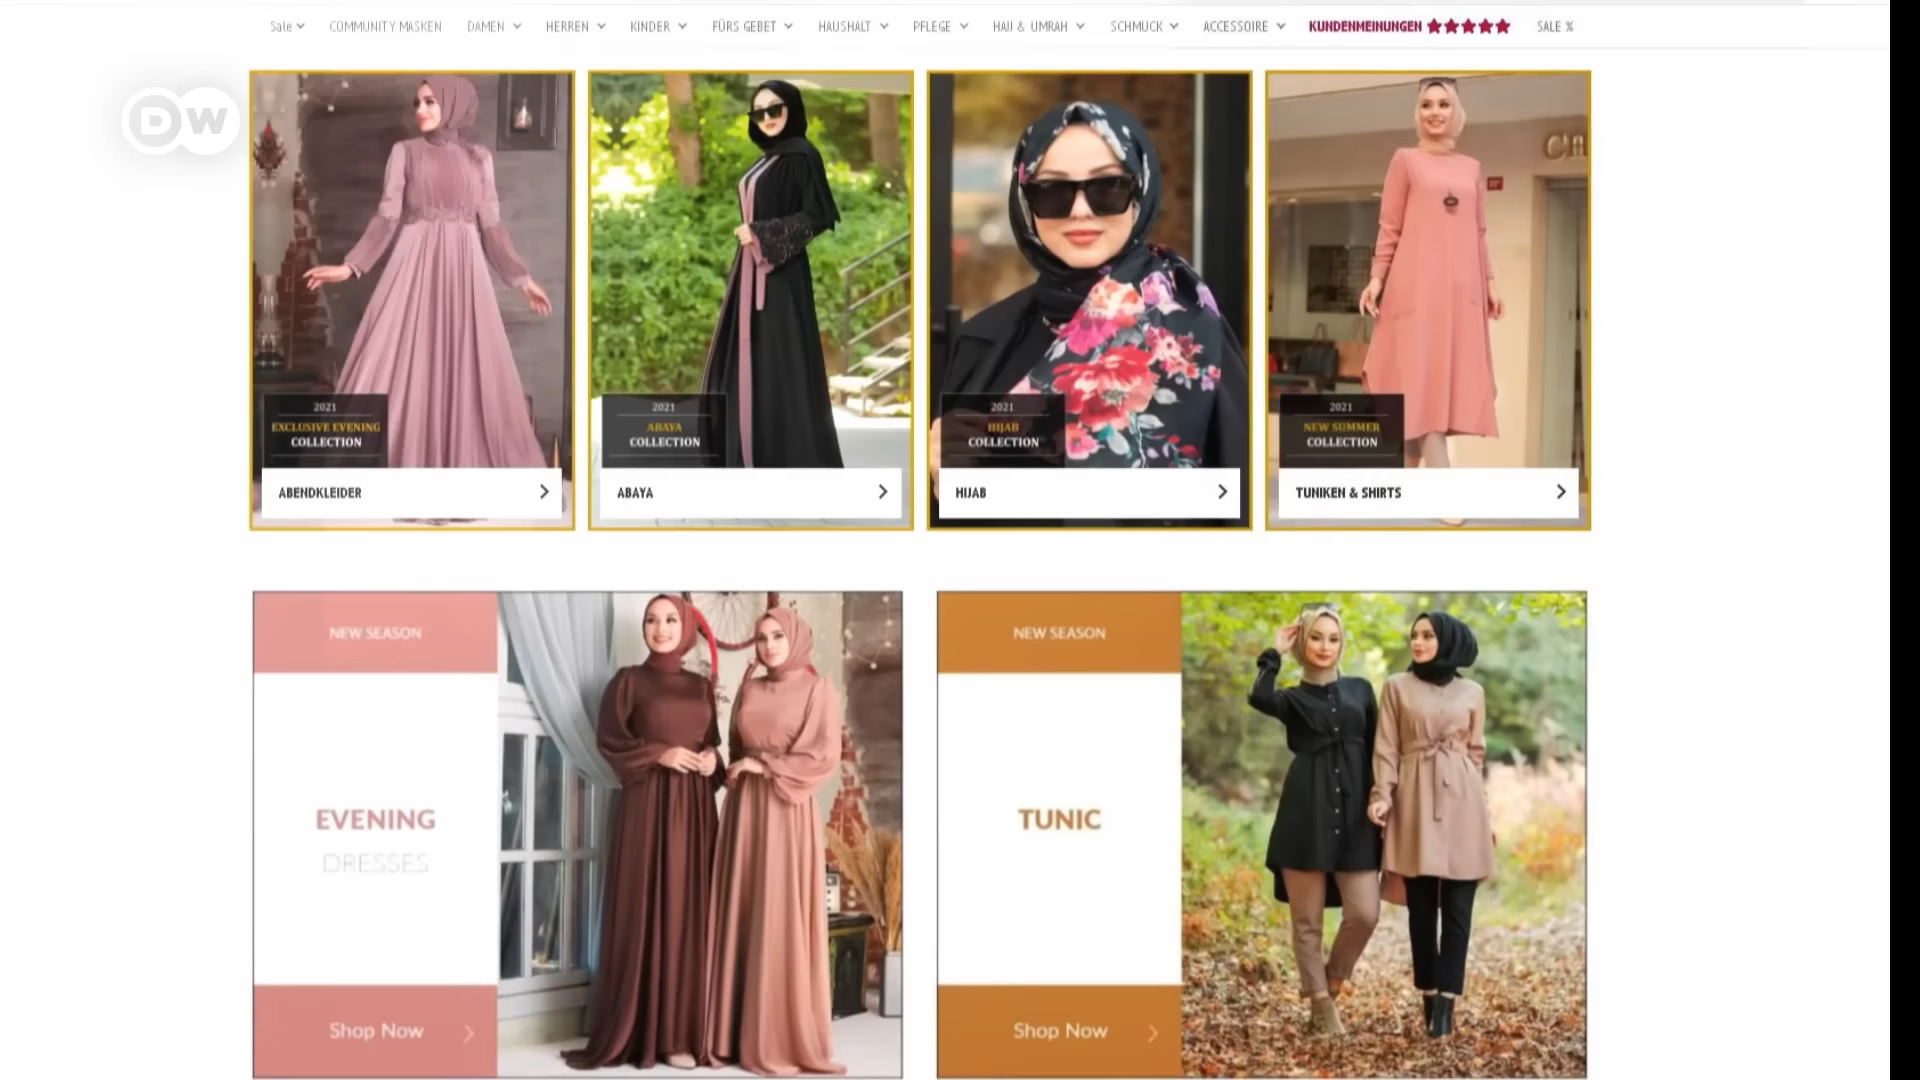 Sale COMMUNITY MASKEN DAMEN HERREN KINDER FÜRS GEBET HAUSHALT PFLEGE HAJJ & UMRAH SCHMUCK ACCESSOIRE KUNDENMEINUNGEN ★★★★★ SALE %
DW
2021
EXCLUSIVE EVENING
COLLECTION
ABENDKLEIDER
2021
ABAYA
COLLECTION
ABAYA
2021
HIJAB
COLLECTION
HIJAB
2021
NEW SUMMER
COLLECTION
TUNIKEN & SHIRTS
NEW SEASON
EVENING
DRESSES
Shop Now
NEW SEASON
TUNIC
Shop Now